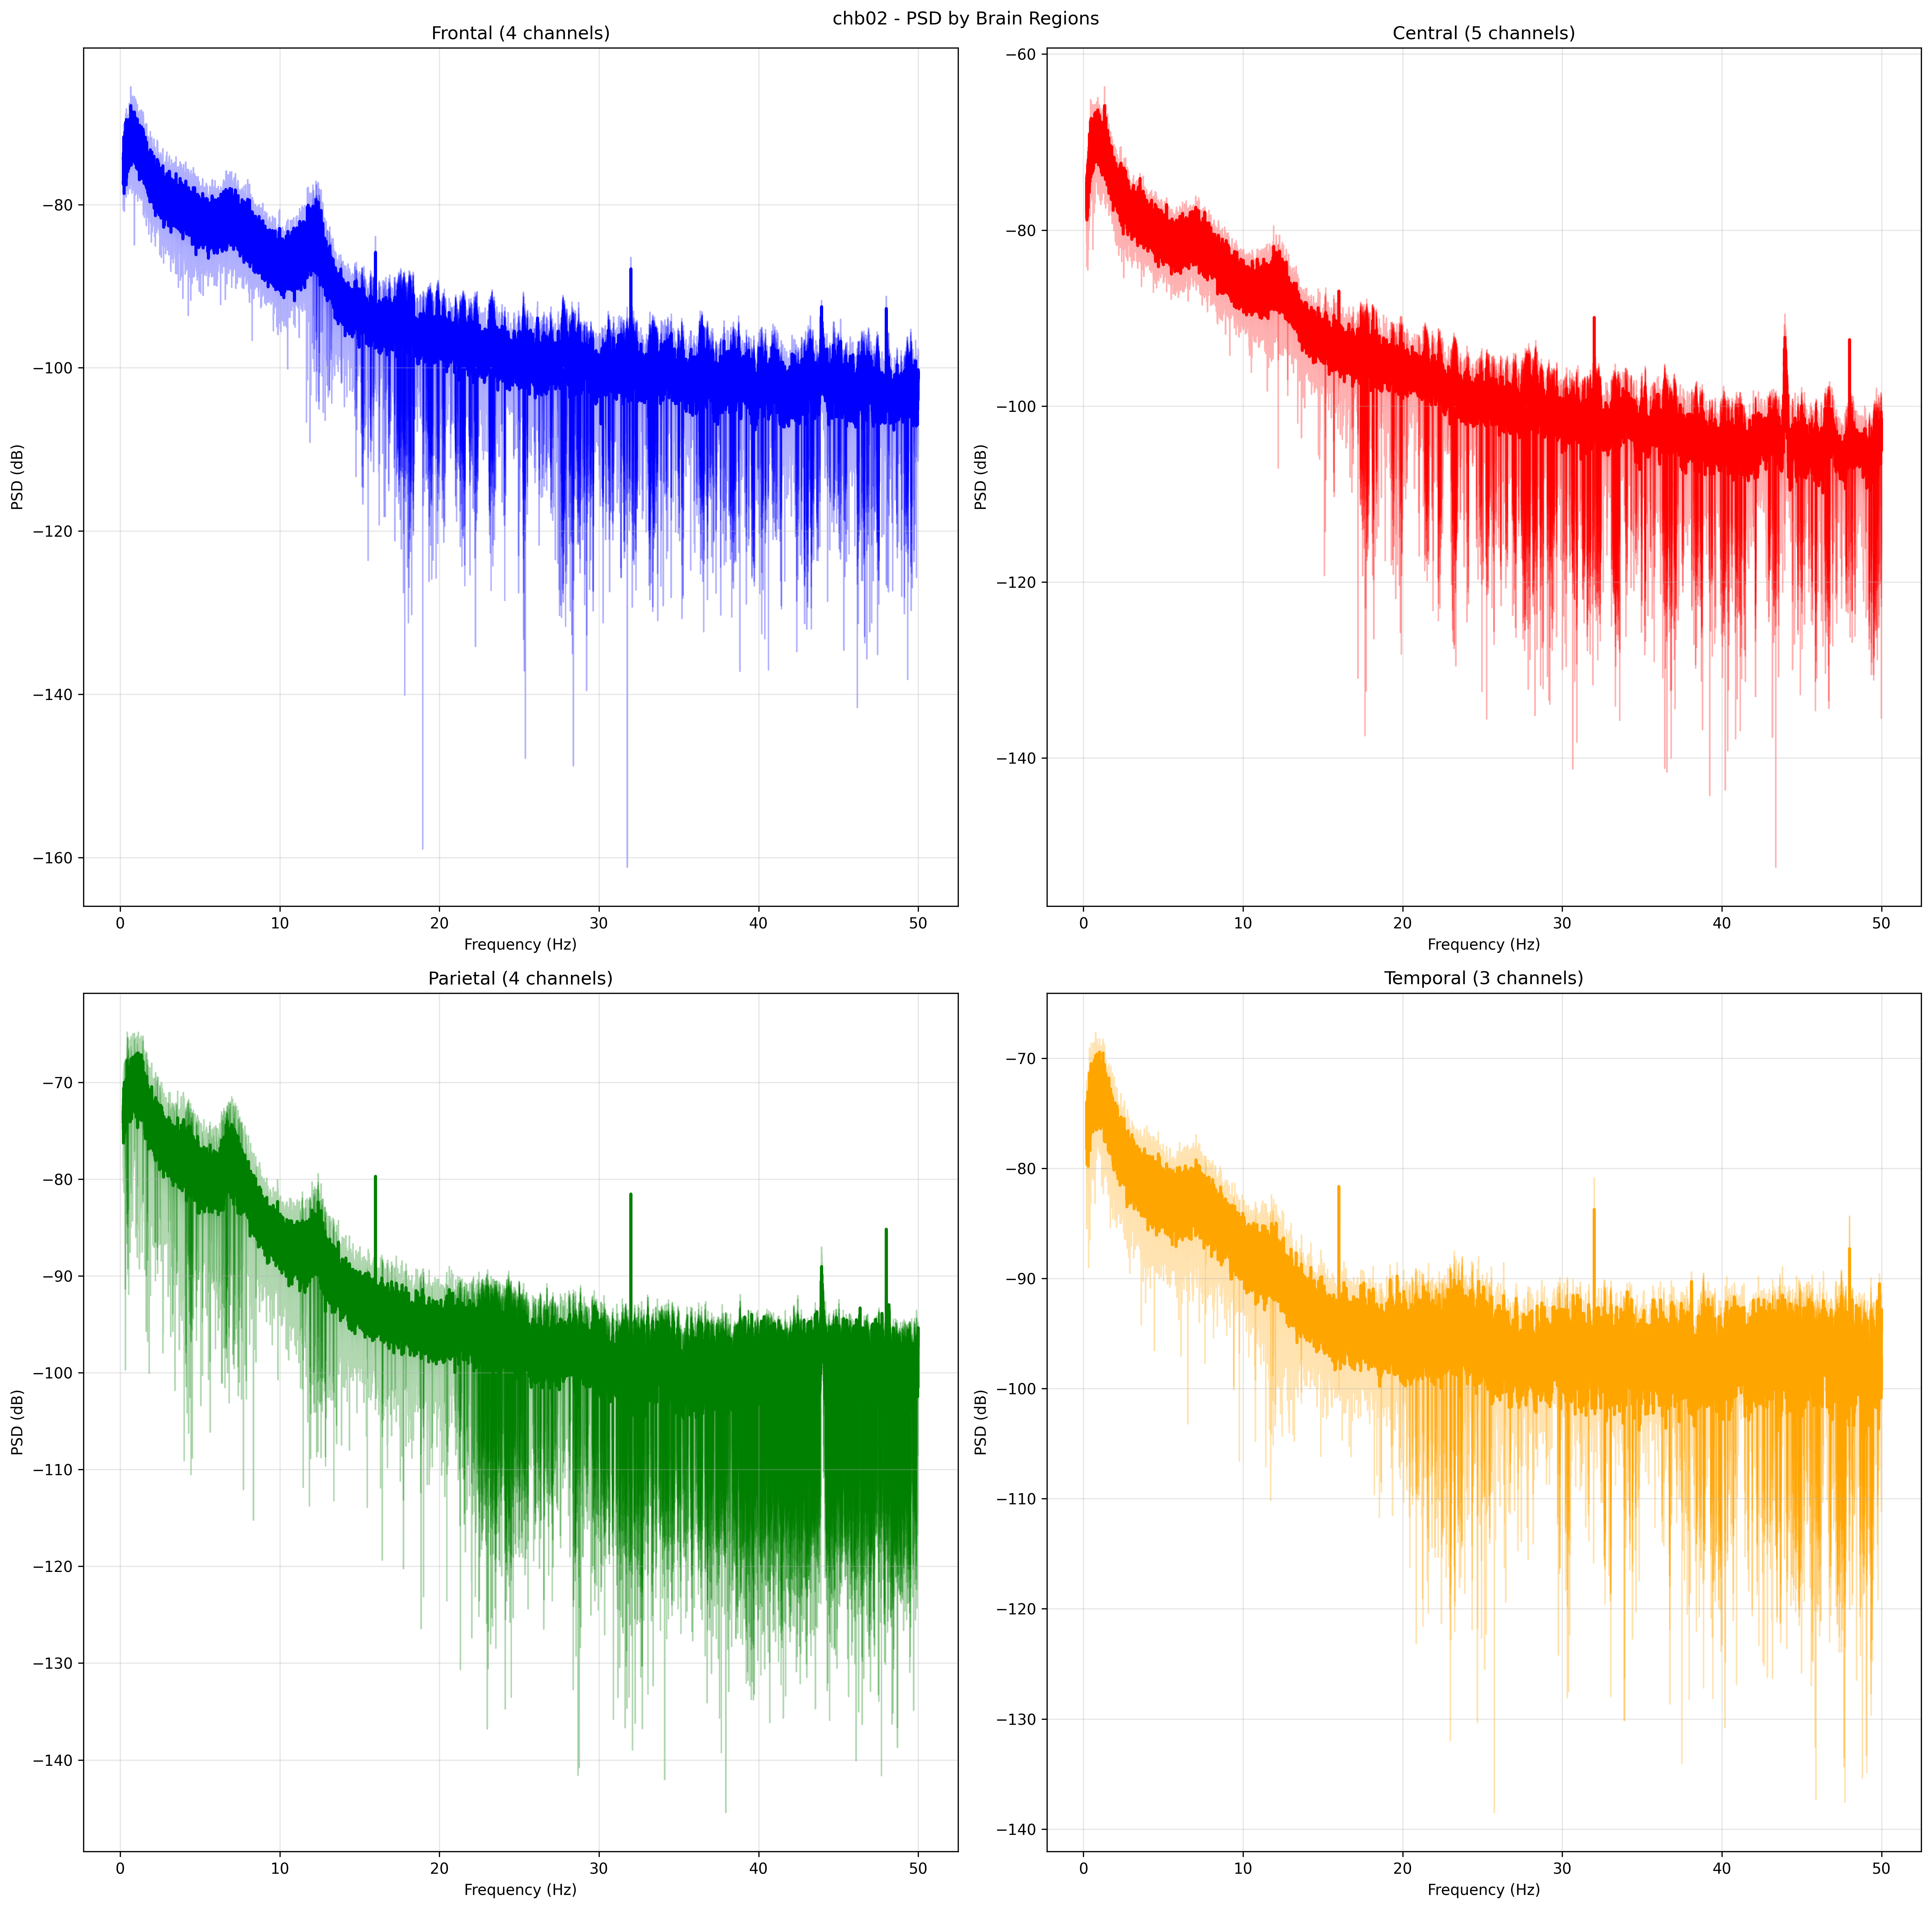 chb02 - PSD by Brain Regions
Frontal (4 channels)
PSD (dB)
−80
−100
−120
−140
−160
0 10 20 30 40 50
Frequency (Hz)
Central (5 channels)
PSD (dB)
−60
−80
−100
−120
−140
0 10 20 30 40 50
Frequency (Hz)
Parietal (4 channels)
PSD (dB)
−70
−80
−90
−100
−110
−120
−130
−140
0 10 20 30 40 50
Frequency (Hz)
Temporal (3 channels)
PSD (dB)
−70
−80
−90
−100
−110
−120
−130
−140
0 10 20 30 40 50
Frequency (Hz)